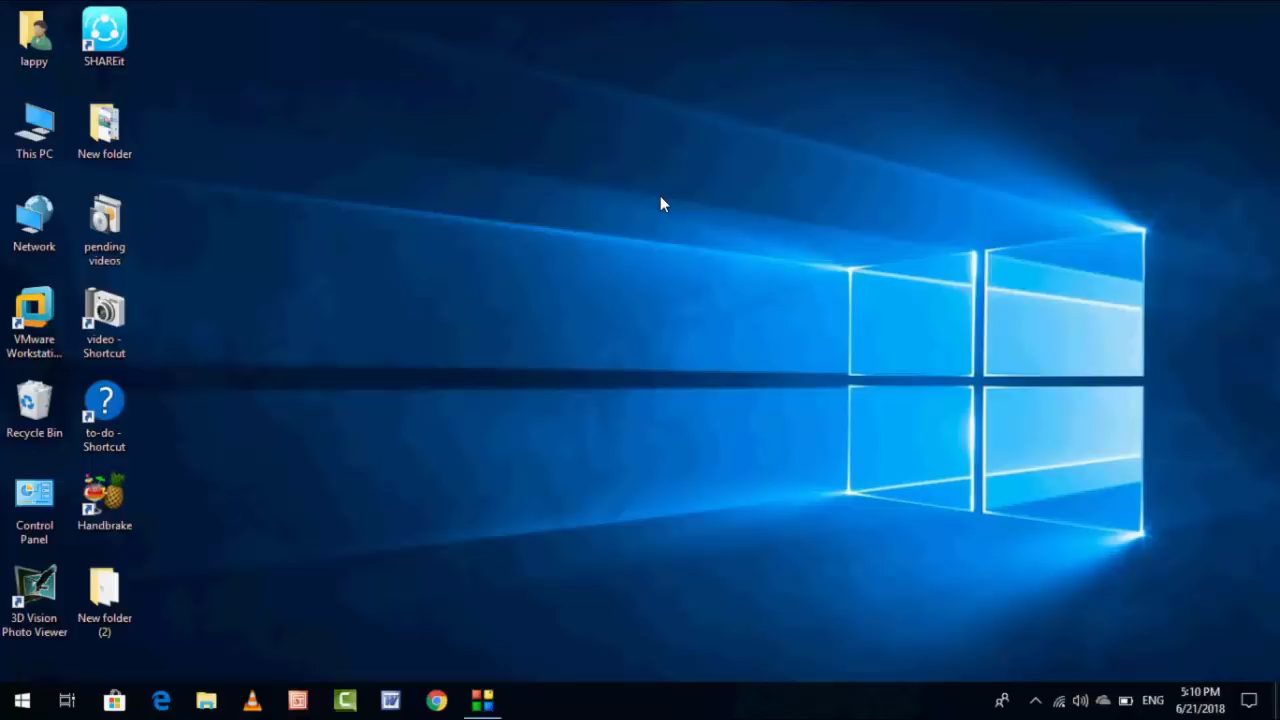 lappy
SHAREit
This PC
New folder
Network
pending
videos
VMware
Workstati...
video -
Shortcut
Recycle Bin
to-do -
Shortcut
Control
Panel
Handbrake
3D Vision
Photo Viewer
New folder
(2)
ENG
5:10 PM
6/21/2018